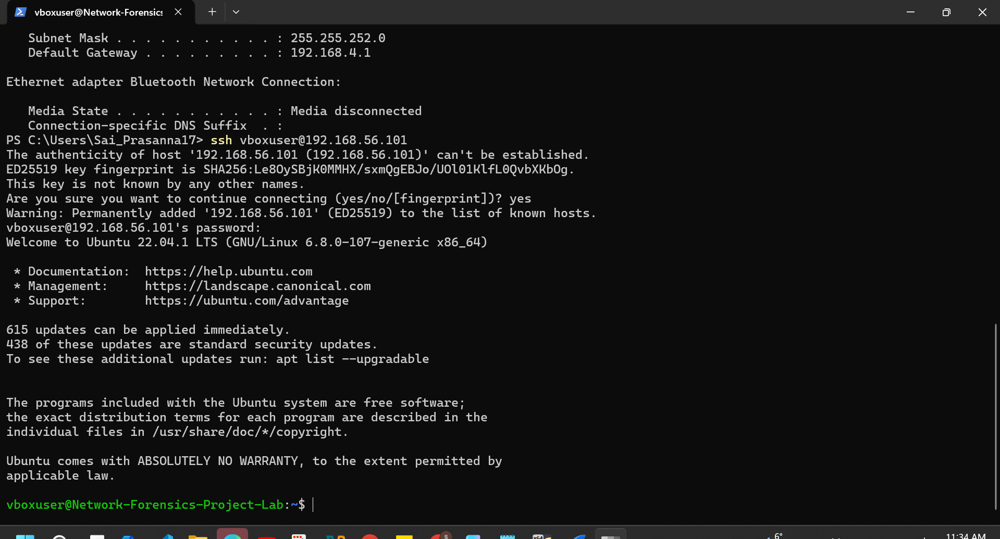 vboxuser@Network-Forensics
Subnet Mask . . . . . . . . . . . : 255.255.252.0
Default Gateway . . . . . . . . . : 192.168.4.1
Ethernet adapter Bluetooth Network Connection:
Media State . . . . . . . . . . . : Media disconnected
Connection-specific DNS Suffix  . :
PS C:\Users\Sai_Prasanna17> ssh vboxuser@192.168.56.101
The authenticity of host '192.168.56.101 (192.168.56.101)' can't be established.
ED25519 key fingerprint is SHA256:Le8OySBjK0MMHX/sxmQgEBJo/UOl01KlfL0QvbXKbOg.
This key is not known by any other names.
Are you sure you want to continue connecting (yes/no/[fingerprint])? yes
Warning: Permanently added '192.168.56.101' (ED25519) to the list of known hosts.
vboxuser@192.168.56.101's password:
Welcome to Ubuntu 22.04.1 LTS (GNU/Linux 6.8.0-107-generic x86_64)
* Documentation:  https://help.ubuntu.com
* Management:     https://landscape.canonical.com
* Support:        https://ubuntu.com/advantage
615 updates can be applied immediately.
438 of these updates are standard security updates.
To see these additional updates run: apt list --upgradable
The programs included with the Ubuntu system are free software;
the exact distribution terms for each program are described in the
individual files in /usr/share/doc/*/copyright.
Ubuntu comes with ABSOLUTELY NO WARRANTY, to the extent permitted by
applicable law.
vboxuser@Network-Forensics-Project-Lab:~$
x64
6°
11:34 AM